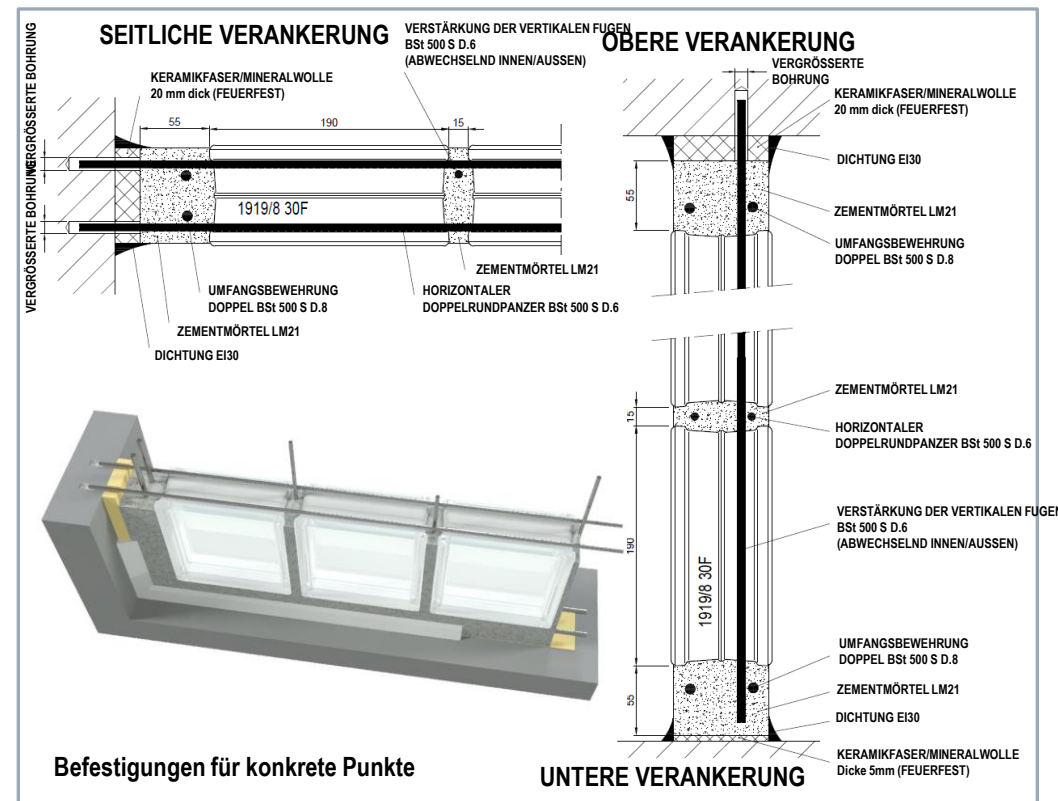 SEITLICHE VERANKERUNG
VERSTÄRKUNG DER VERTIKALEN FUGEN
BSt 500 S D.6
(ABWECHSELND INNEN/AUSSEN)
KERAMIKFASER/MINERALWOLLE
20 mm dick (FEUERFEST)
VERGRÖSSERTE BOHRUNG
VERGRÖSSERTE BOHRUNG
55
190
15
1919/8 30F
ZEMENTMÖRTEL LM21
UMFANGSBEWEHRUNG
DOPPEL BSt 500 S D.8
HORIZONTALER
DOPPELRUNDPANZER BSt 500 S D.6
ZEMENTMÖRTEL LM21
DICHTUNG EI30
OBERE VERANKERUNG
VERGRÖSSERTE
BOHRUNG
KERAMIKFASER/MINERALWOLLE
20 mm dick (FEUERFEST)
DICHTUNG EI30
55
ZEMENTMÖRTEL LM21
UMFANGSBEWEHRUNG
DOPPEL BSt 500 S D.8
ZEMENTMÖRTEL LM21
15
HORIZONTALER
DOPPELRUNDPANZER BSt 500 S D.6
VERSTÄRKUNG DER VERTIKALEN FUGEN
BSt 500 S D.6
(ABWECHSELND INNEN/AUSSEN)
190
1919/8 30F
UMFANGSBEWEHRUNG
DOPPEL BSt 500 S D.8
55
ZEMENTMÖRTEL LM21
DICHTUNG EI30
KERAMIKFASER/MINERALWOLLE
Dicke 5mm (FEUERFEST)
Befestigungen für konkrete Punkte
UNTERE VERANKERUNG